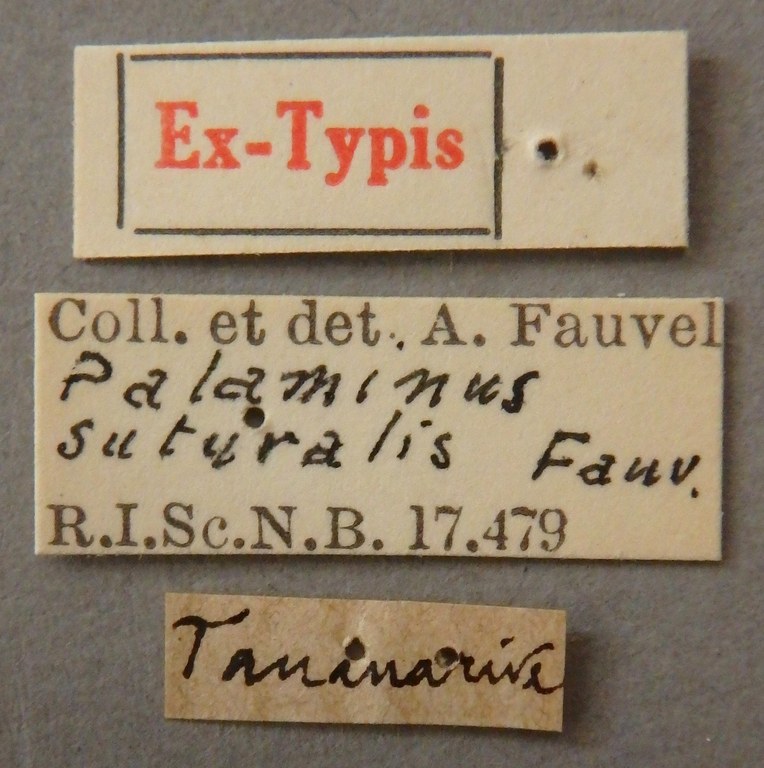 Ex-Typis
Coll. et det. A. Fauvel
Palaminus
suturalis Fauv.
R.I.Sc.N.B. 17.479
Tananarive